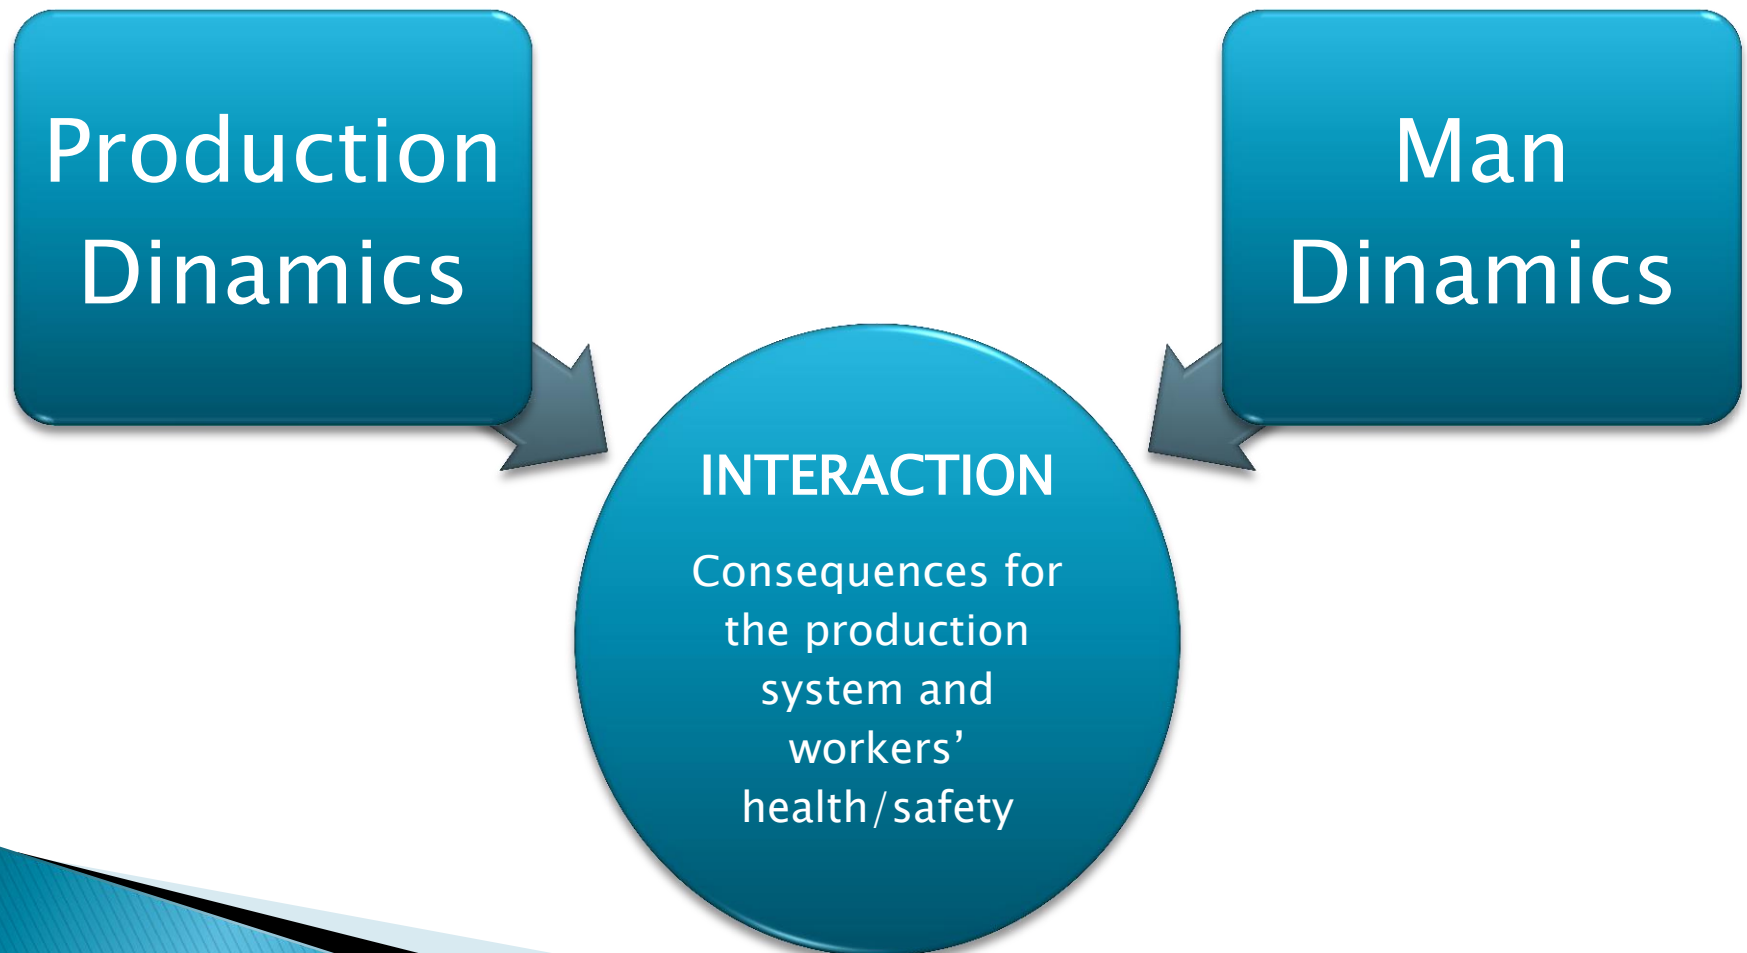 Production
Dinamics
Man
Dinamics
INTERACTION
Consequences for
the production
system and
workers’
health/safety